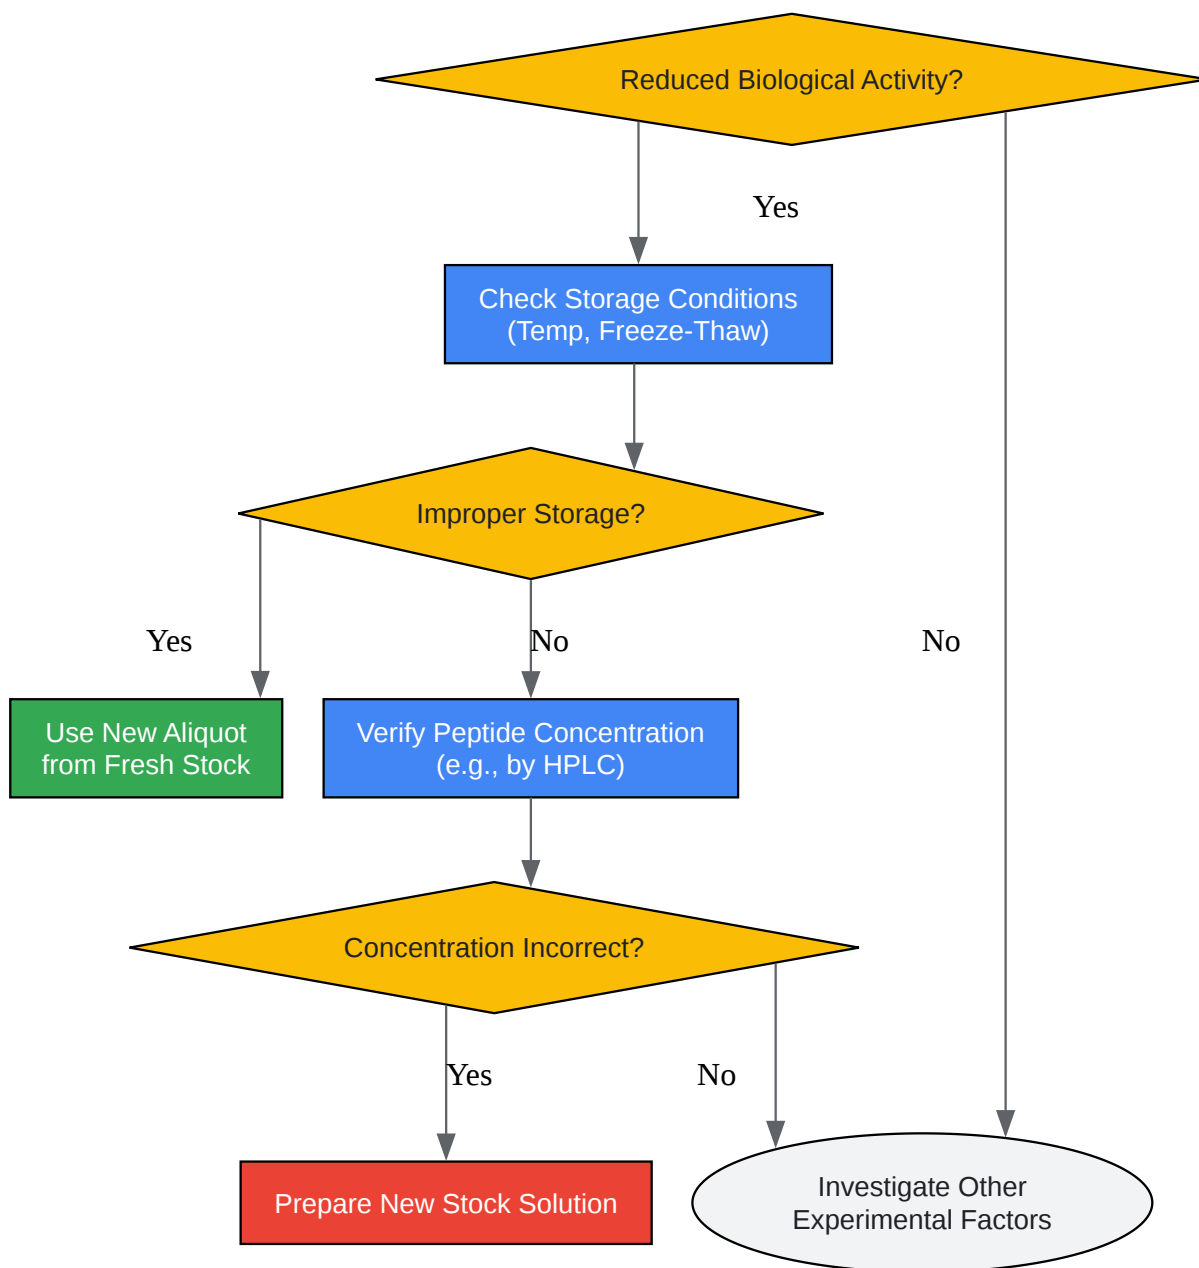 Reduced Biological Activity?
Yes
Check Storage Conditions
(Temp, Freeze-Thaw)
Improper Storage?
Yes
No
No
Use New Aliquot
from Fresh Stock
Verify Peptide Concentration
(e.g., by HPLC)
Concentration Incorrect?
Yes
No
Prepare New Stock Solution
Investigate Other
Experimental Factors